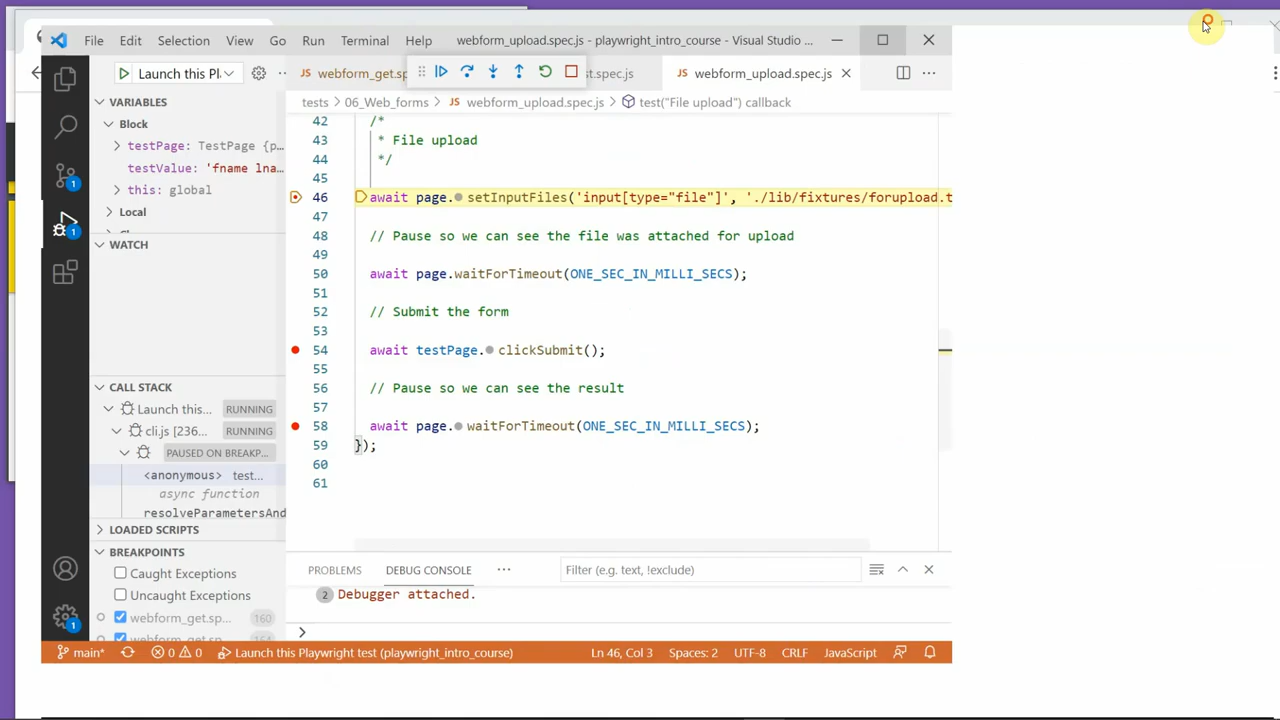 File Edit Selection View Go Run Terminal Help webform_upload.spec.js - playwright_intro_course - Visual Studio ...
Launch this Pl
webform_get.sp
st.spec.js
JS webform_upload.spec.js
tests > 06_Web_forms > JS webform_upload.spec.js > test("File upload") callback
VARIABLES
Block
testPage: TestPage {p...
testValue: 'fname lna...
this: global
Local
WATCH
CALL STACK
Launch this... RUNNING
cli.js [236... RUNNING
PAUSED ON BREAKP...
<anonymous> test...
async function
resolveParametersAnd
LOADED SCRIPTS
BREAKPOINTS
Caught Exceptions
Uncaught Exceptions
webform_get.sp... 160
webform_get.sp... 164
42 /*
43 * File upload
44 */
45
46 await page.setInputFiles('input[type="file"]', './lib/fixtures/forupload.t
47
48 // Pause so we can see the file was attached for upload
49
50 await page.waitForTimeout(ONE_SEC_IN_MILLI_SECS);
51
52 // Submit the form
53
54 await testPage.clickSubmit();
55
56 // Pause so we can see the result
57
58 await page.waitForTimeout(ONE_SEC_IN_MILLI_SECS);
59 });
60
61
PROBLEMS DEBUG CONSOLE ... Filter (e.g. text, !exclude)
2 Debugger attached.
>
1
1
1
main* 0 0 Launch this Playwright test (playwright_intro_course) Ln 46, Col 3 Spaces: 2 UTF-8 CRLF JavaScript